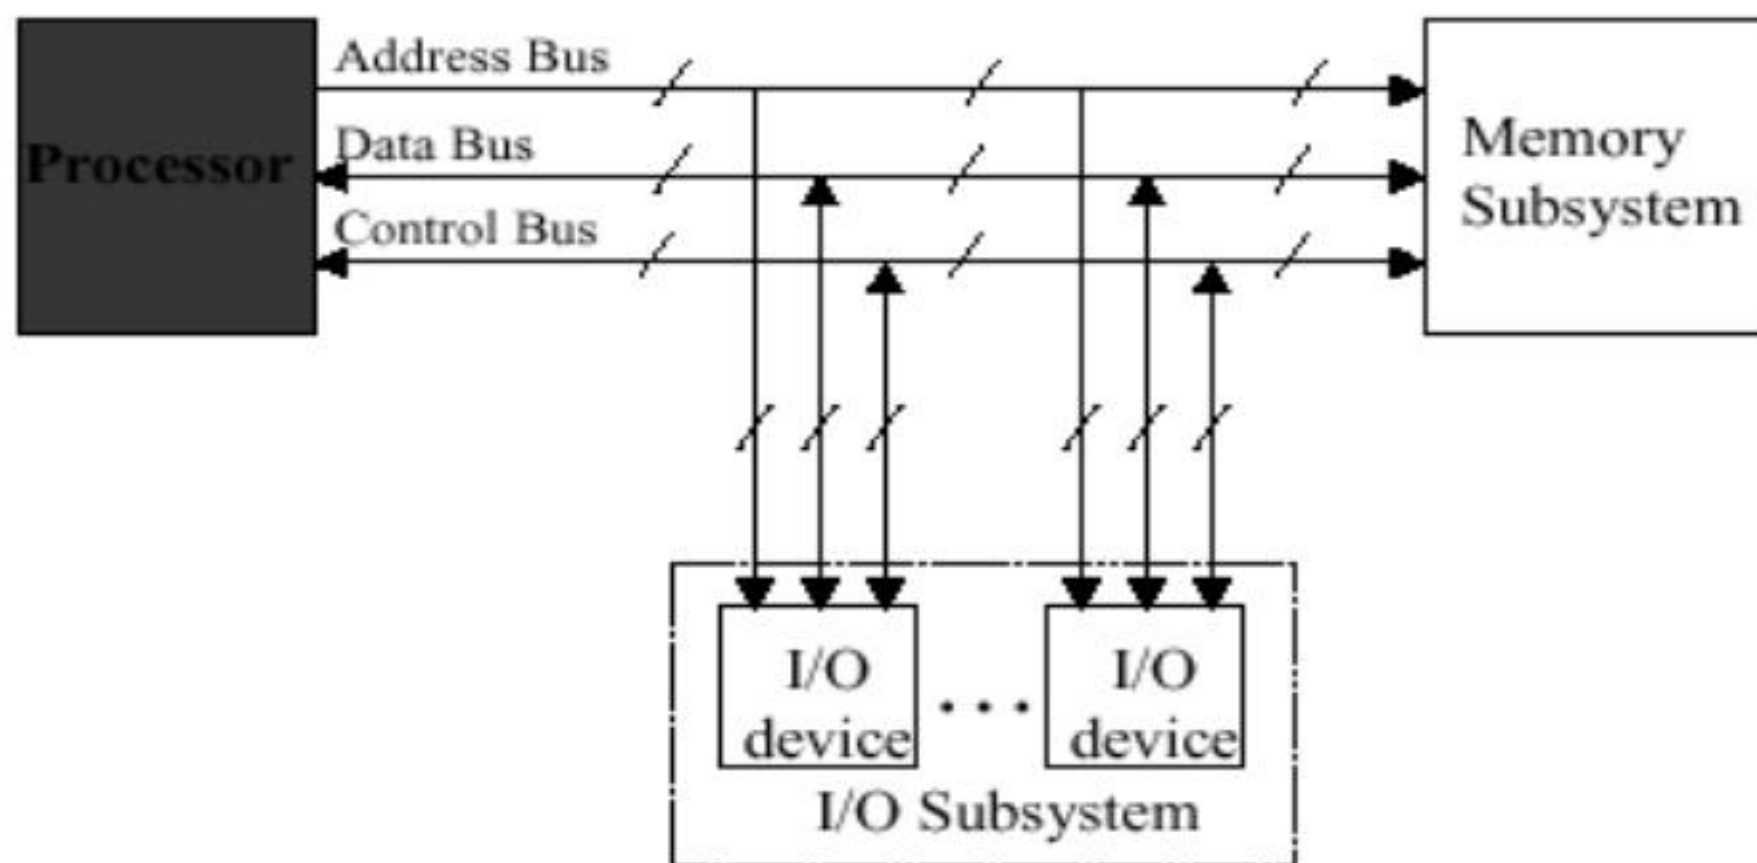 Address Bus
Processor
Data Bus
Control Bus
Memory
Subsystem
I/O
device
. . .
I/O
device
I/O Subsystem